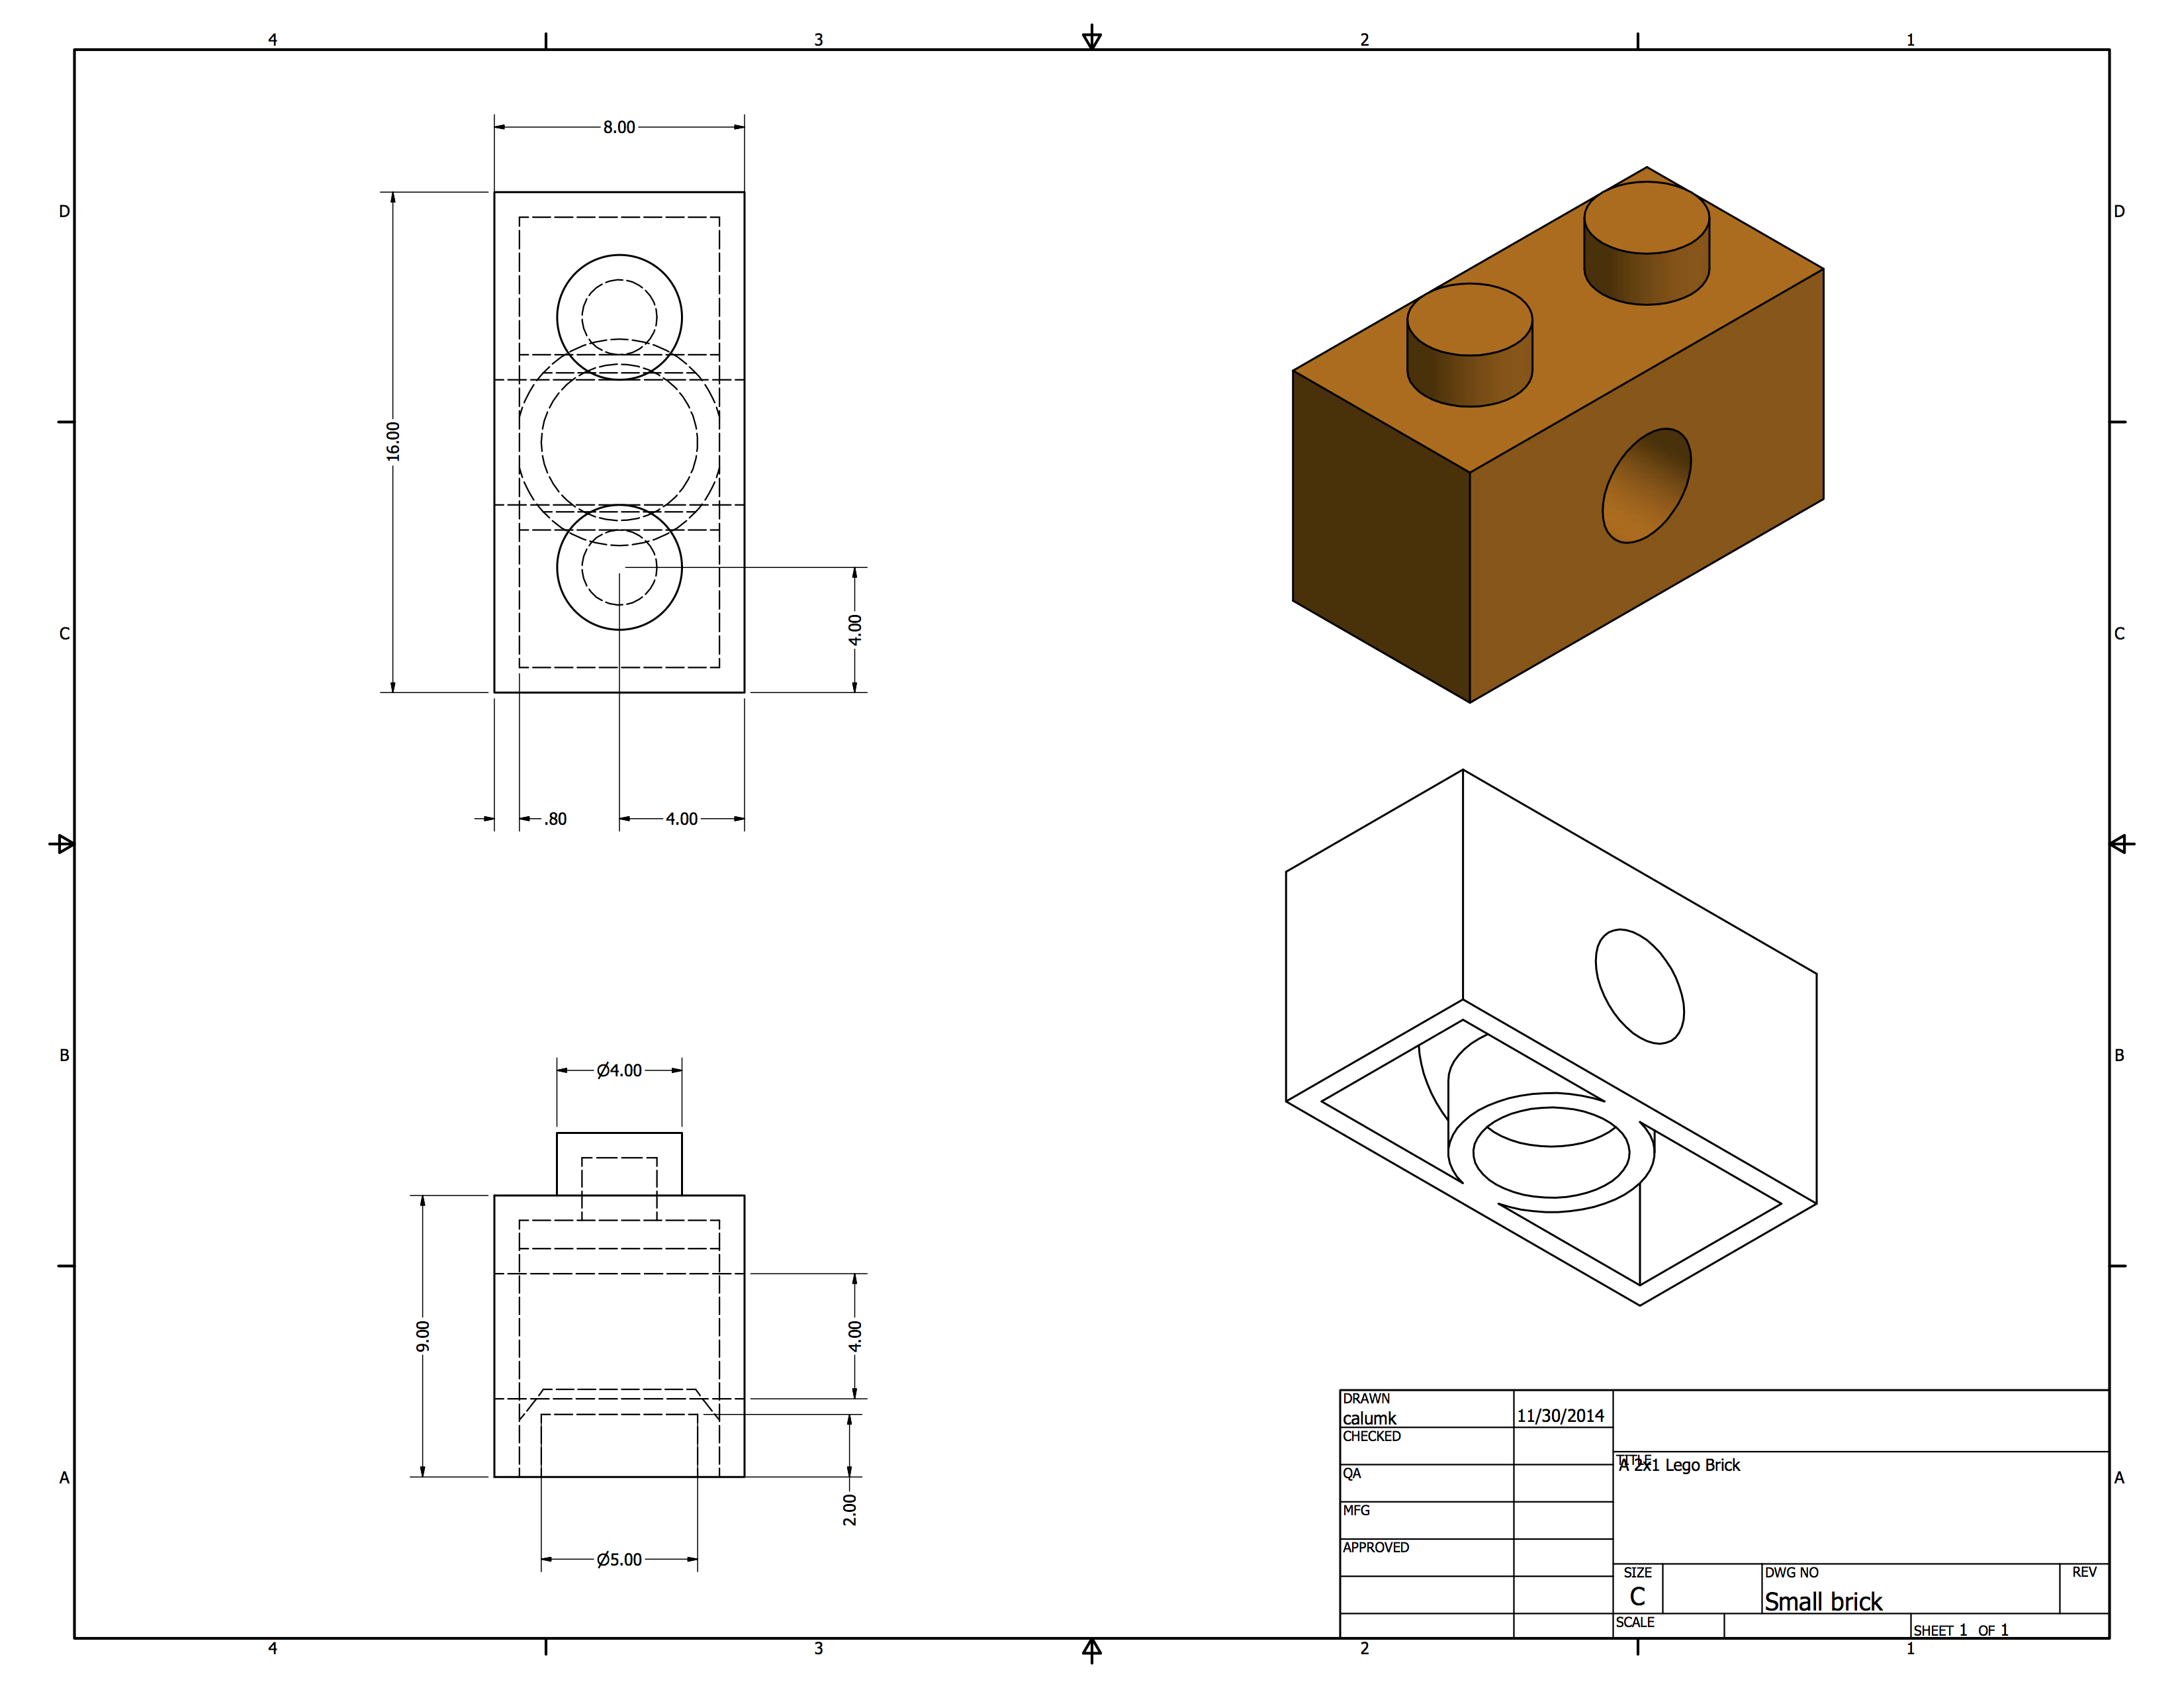 4 3 2 1
D D
8.00
16.00
4.00
C C
.80 4.00
B B
Ø4.00
9.00
4.00
2.00
Ø5.00
A A
DRAWN
calumk 11/30/2014
CHECKED
QA
MFG
APPROVED
TITLE
A 2x1 Lego Brick
SIZE
C
DWG NO
Small brick
REV
SCALE
SHEET 1 OF 1
4 3 2 1